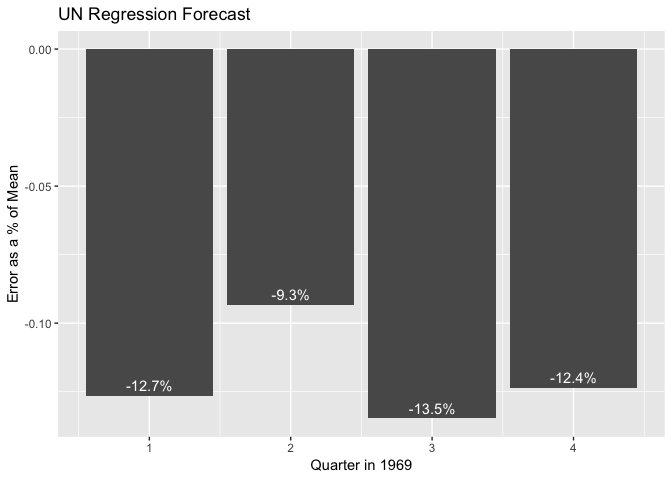 UN Regression Forecast
0.00
-0.05
-0.10
Error as a % of Mean
-12.7%
-9.3%
-13.5%
-12.4%
1 2 3 4
Quarter in 1969